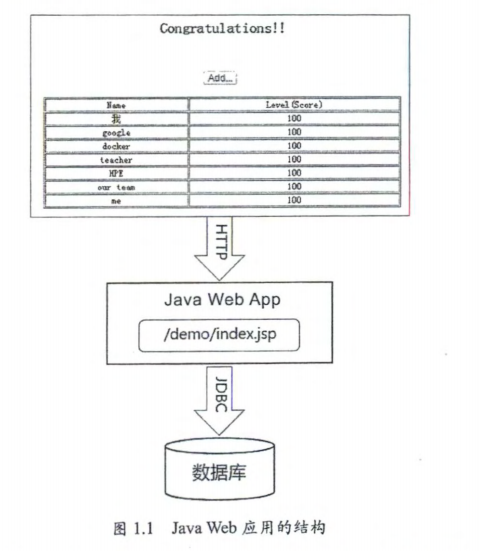 Congratulations!!
Add...
Name Level(Score)
我 100
google 100
docker 100
teacher 100
HPE 100
our team 100
me 100
HTTP
Java Web App
/demo/index.jsp
JDBC
数据库
图 1.1 Java Web 应用的结构